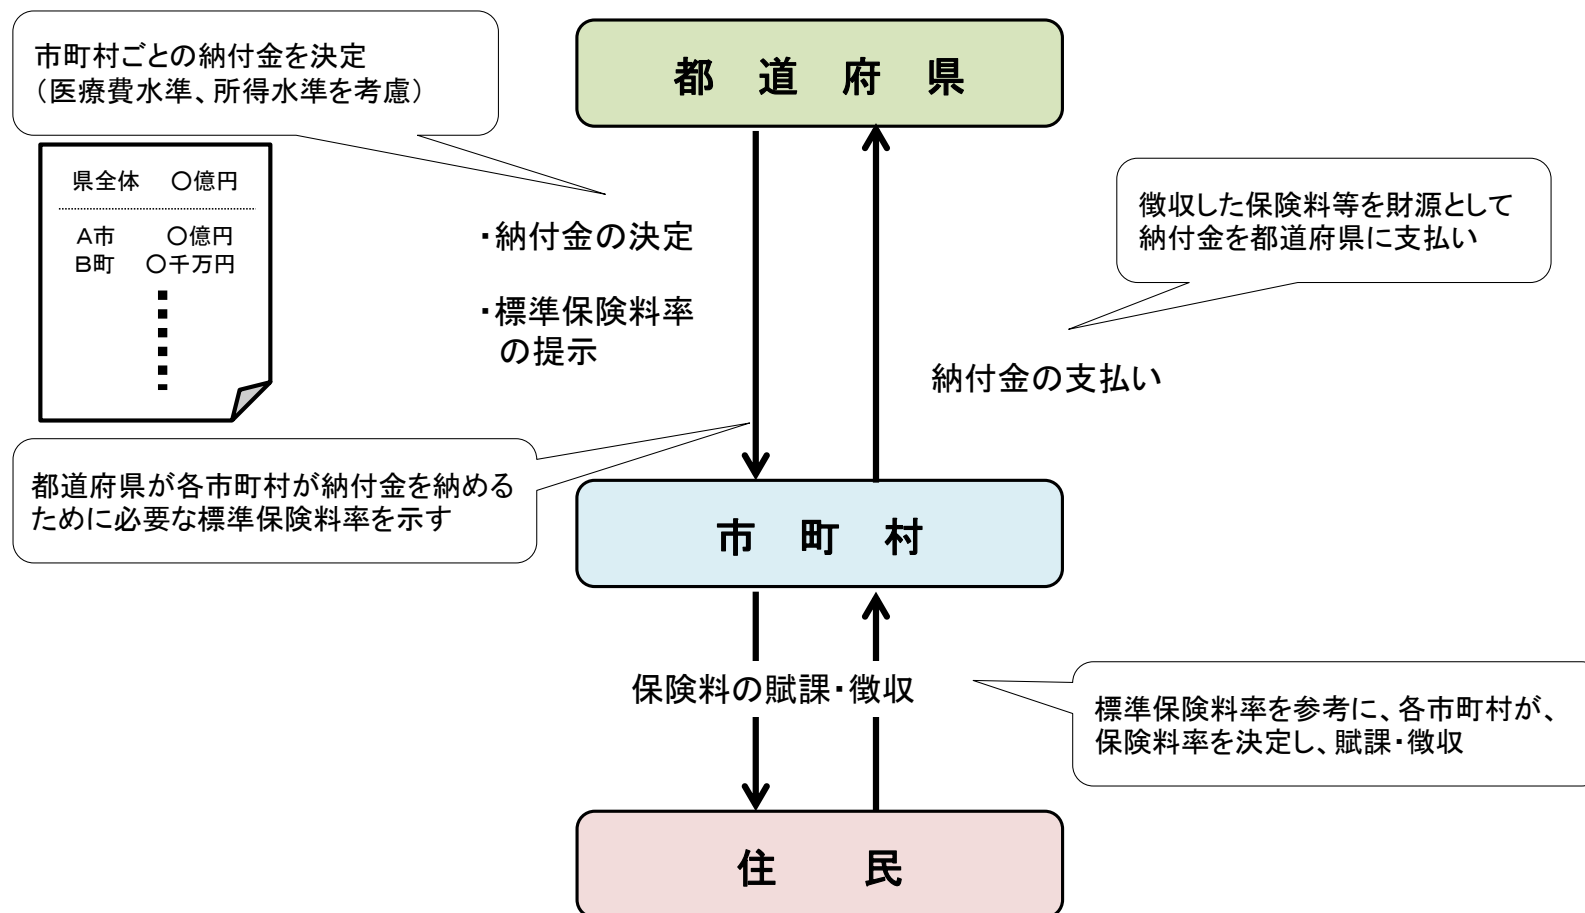 市町村ごとの納付金を決定
(医療費水準、所得水準を考慮)
都　道　府　県
県全体　○億円
A市　○億円
B町　○千万円
・納付金の決定
・標準保険料率
の提示
徴収した保険料等を財源として
納付金を都道府県に支払い
納付金の支払い
都道府県が各市町村が納付金を納める
ために必要な標準保険料率を示す
市　町　村
保険料の賦課・徴収
標準保険料率を参考に、各市町村が、
保険料率を決定し、賦課・徴収
住　民